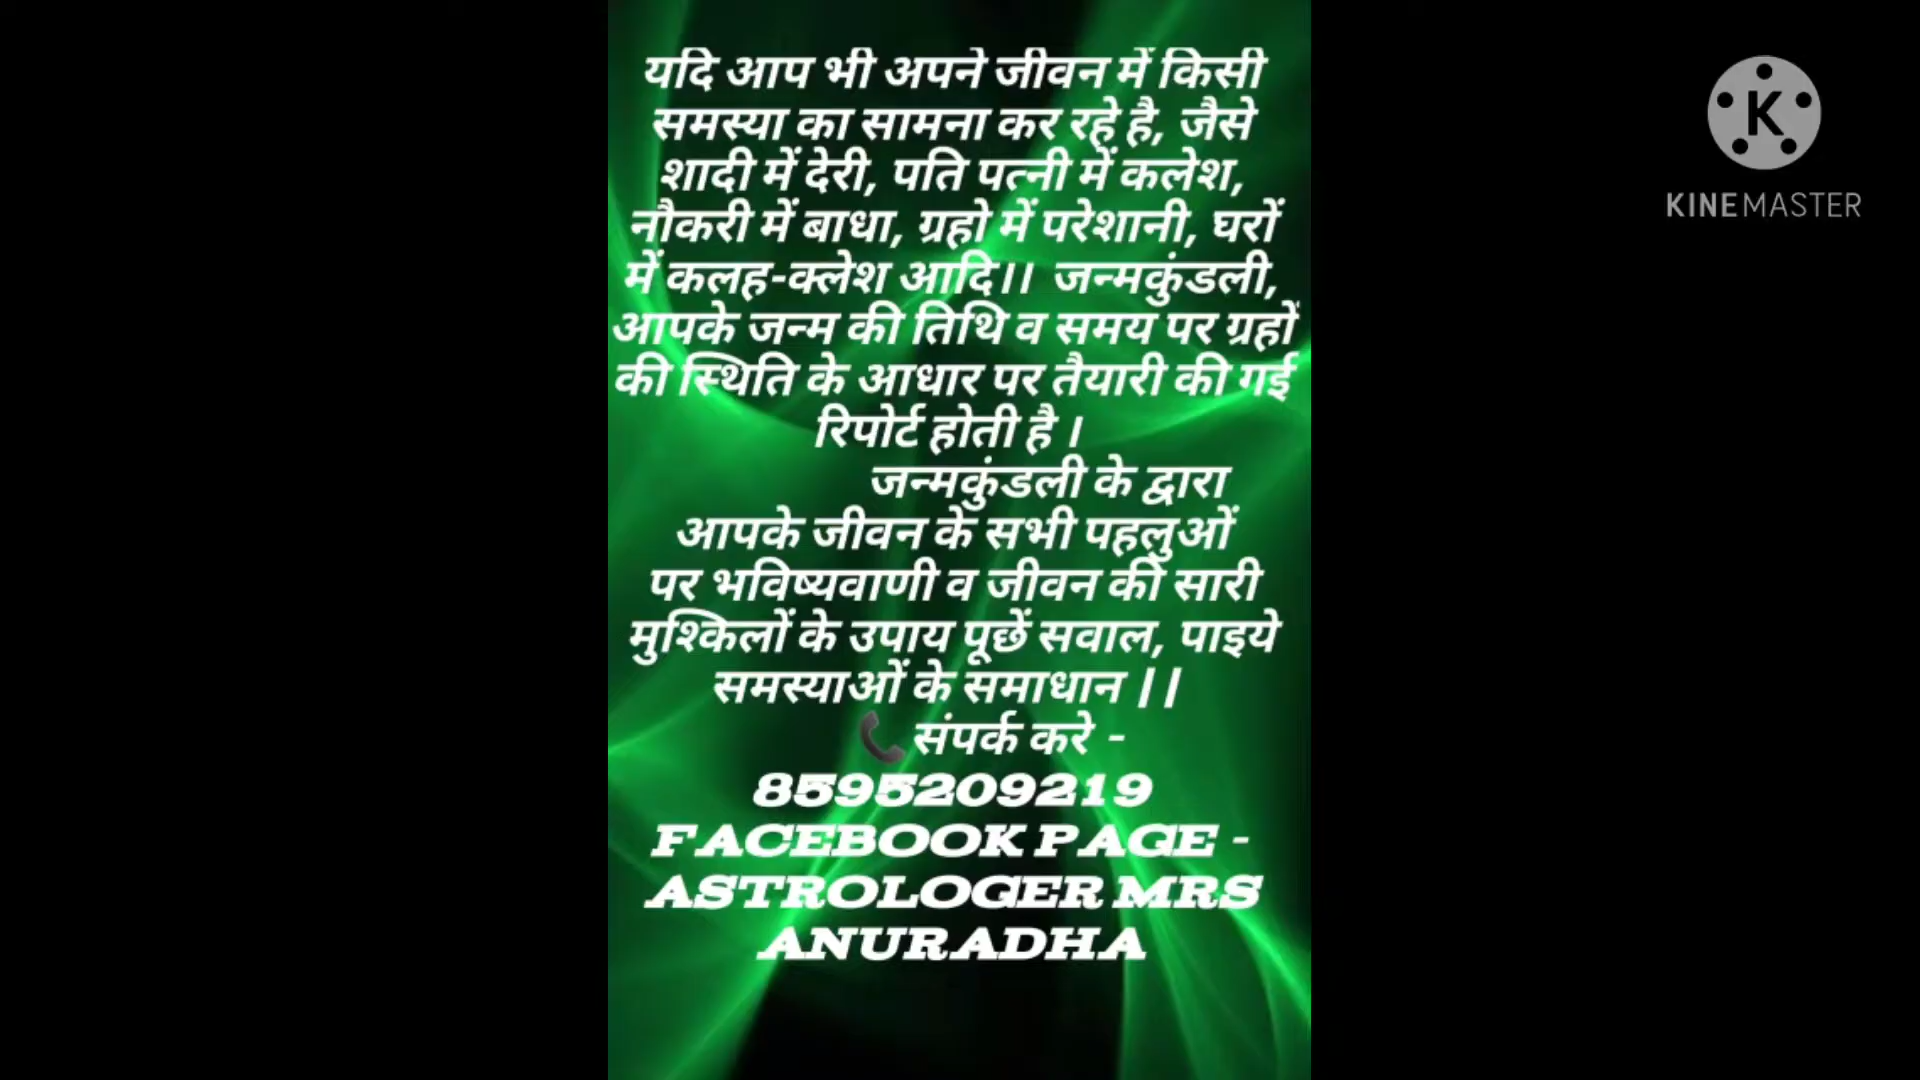 यदि आप भी अपने जीवन में किसी
समस्या का सामना कर रहे है, जैसे
शादी में देरी, पति पत्नी में कलेश,
नौकरी में बाधा, ग्रहो में परेशानी, घरों
में कलह-क्लेश आदि।। जन्मकुंडली,
आपके जन्म की तिथि व समय पर ग्रहों
की स्थिति के आधार पर तैयारी की गई
रिपोर्ट होती है ।
जन्मकुंडली के द्वारा
आपके जीवन के सभी पहलुओं
पर भविष्यवाणी व जीवन की सारी
मुश्किलों के उपाय पूछें सवाल, पाइये
समस्याओं के समाधान ||
📞संपर्क करे -
8595209219
FACEBOOK PAGE -
ASTROLOGER MRS
ANURADHA
K
KINEMASTER